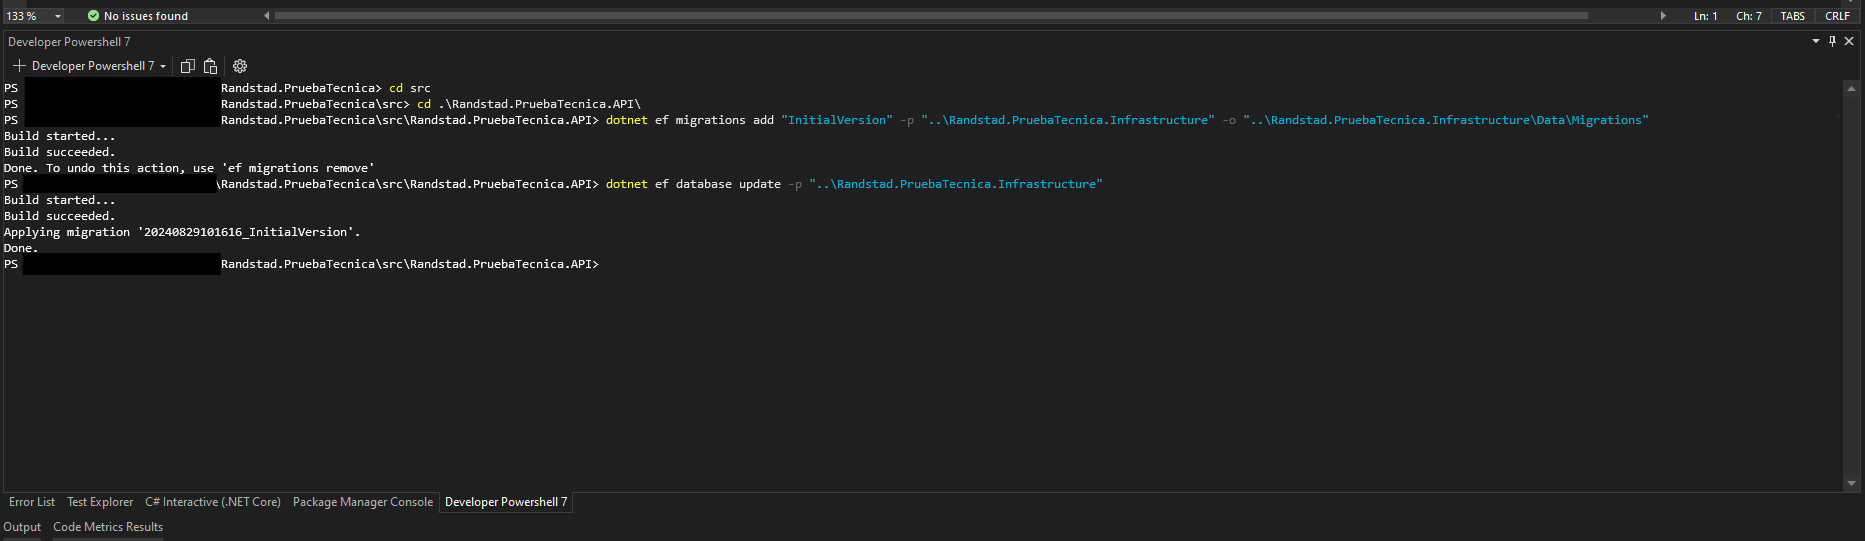 133 %
No issues found
Ln: 1 Ch: 7 TABS CRLF
Developer Powershell 7
Developer Powershell 7
PS Randstad.PruebaTecnica> cd src
PS Randstad.PruebaTecnica\src> cd .\Randstad.PruebaTecnica.API\
PS Randstad.PruebaTecnica\src\Randstad.PruebaTecnica.API> dotnet ef migrations add "InitialVersion" -p "..\Randstad.PruebaTecnica.Infrastructure" -o "..\Randstad.PruebaTecnica.Infrastructure\Data\Migrations"
Build started...
Build succeeded.
Done. To undo this action, use 'ef migrations remove'
PS \Randstad.PruebaTecnica\src\Randstad.PruebaTecnica.API> dotnet ef database update -p "..\Randstad.PruebaTecnica.Infrastructure"
Build started...
Build succeeded.
Applying migration '20240829101616_InitialVersion'.
Done.
PS Randstad.PruebaTecnica\src\Randstad.PruebaTecnica.API>
Error List Test Explorer C# Interactive (.NET Core) Package Manager Console Developer Powershell 7
Output Code Metrics Results